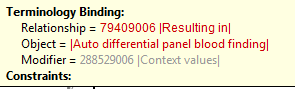 Terminology Binding:
Relationship = 79409006 |Resulting in|
Object = |Auto differential panel blood finding|
Modifier = 288529006 |Context values|
Constraints: